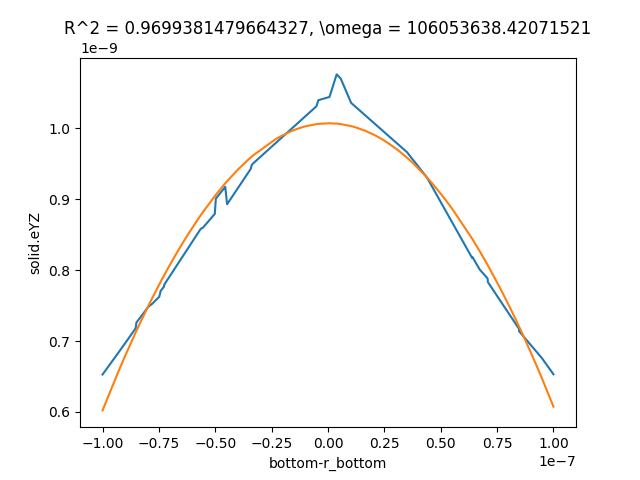 R^2 = 0.9699381479664327, \omega = 106053638.42071521
1e−9
1.0
0.9
0.8
0.7
0.6
solid.eYZ
−1.00 −0.75 −0.50 −0.25 0.00 0.25 0.50 0.75 1.00
bottom-r_bottom
1e−7